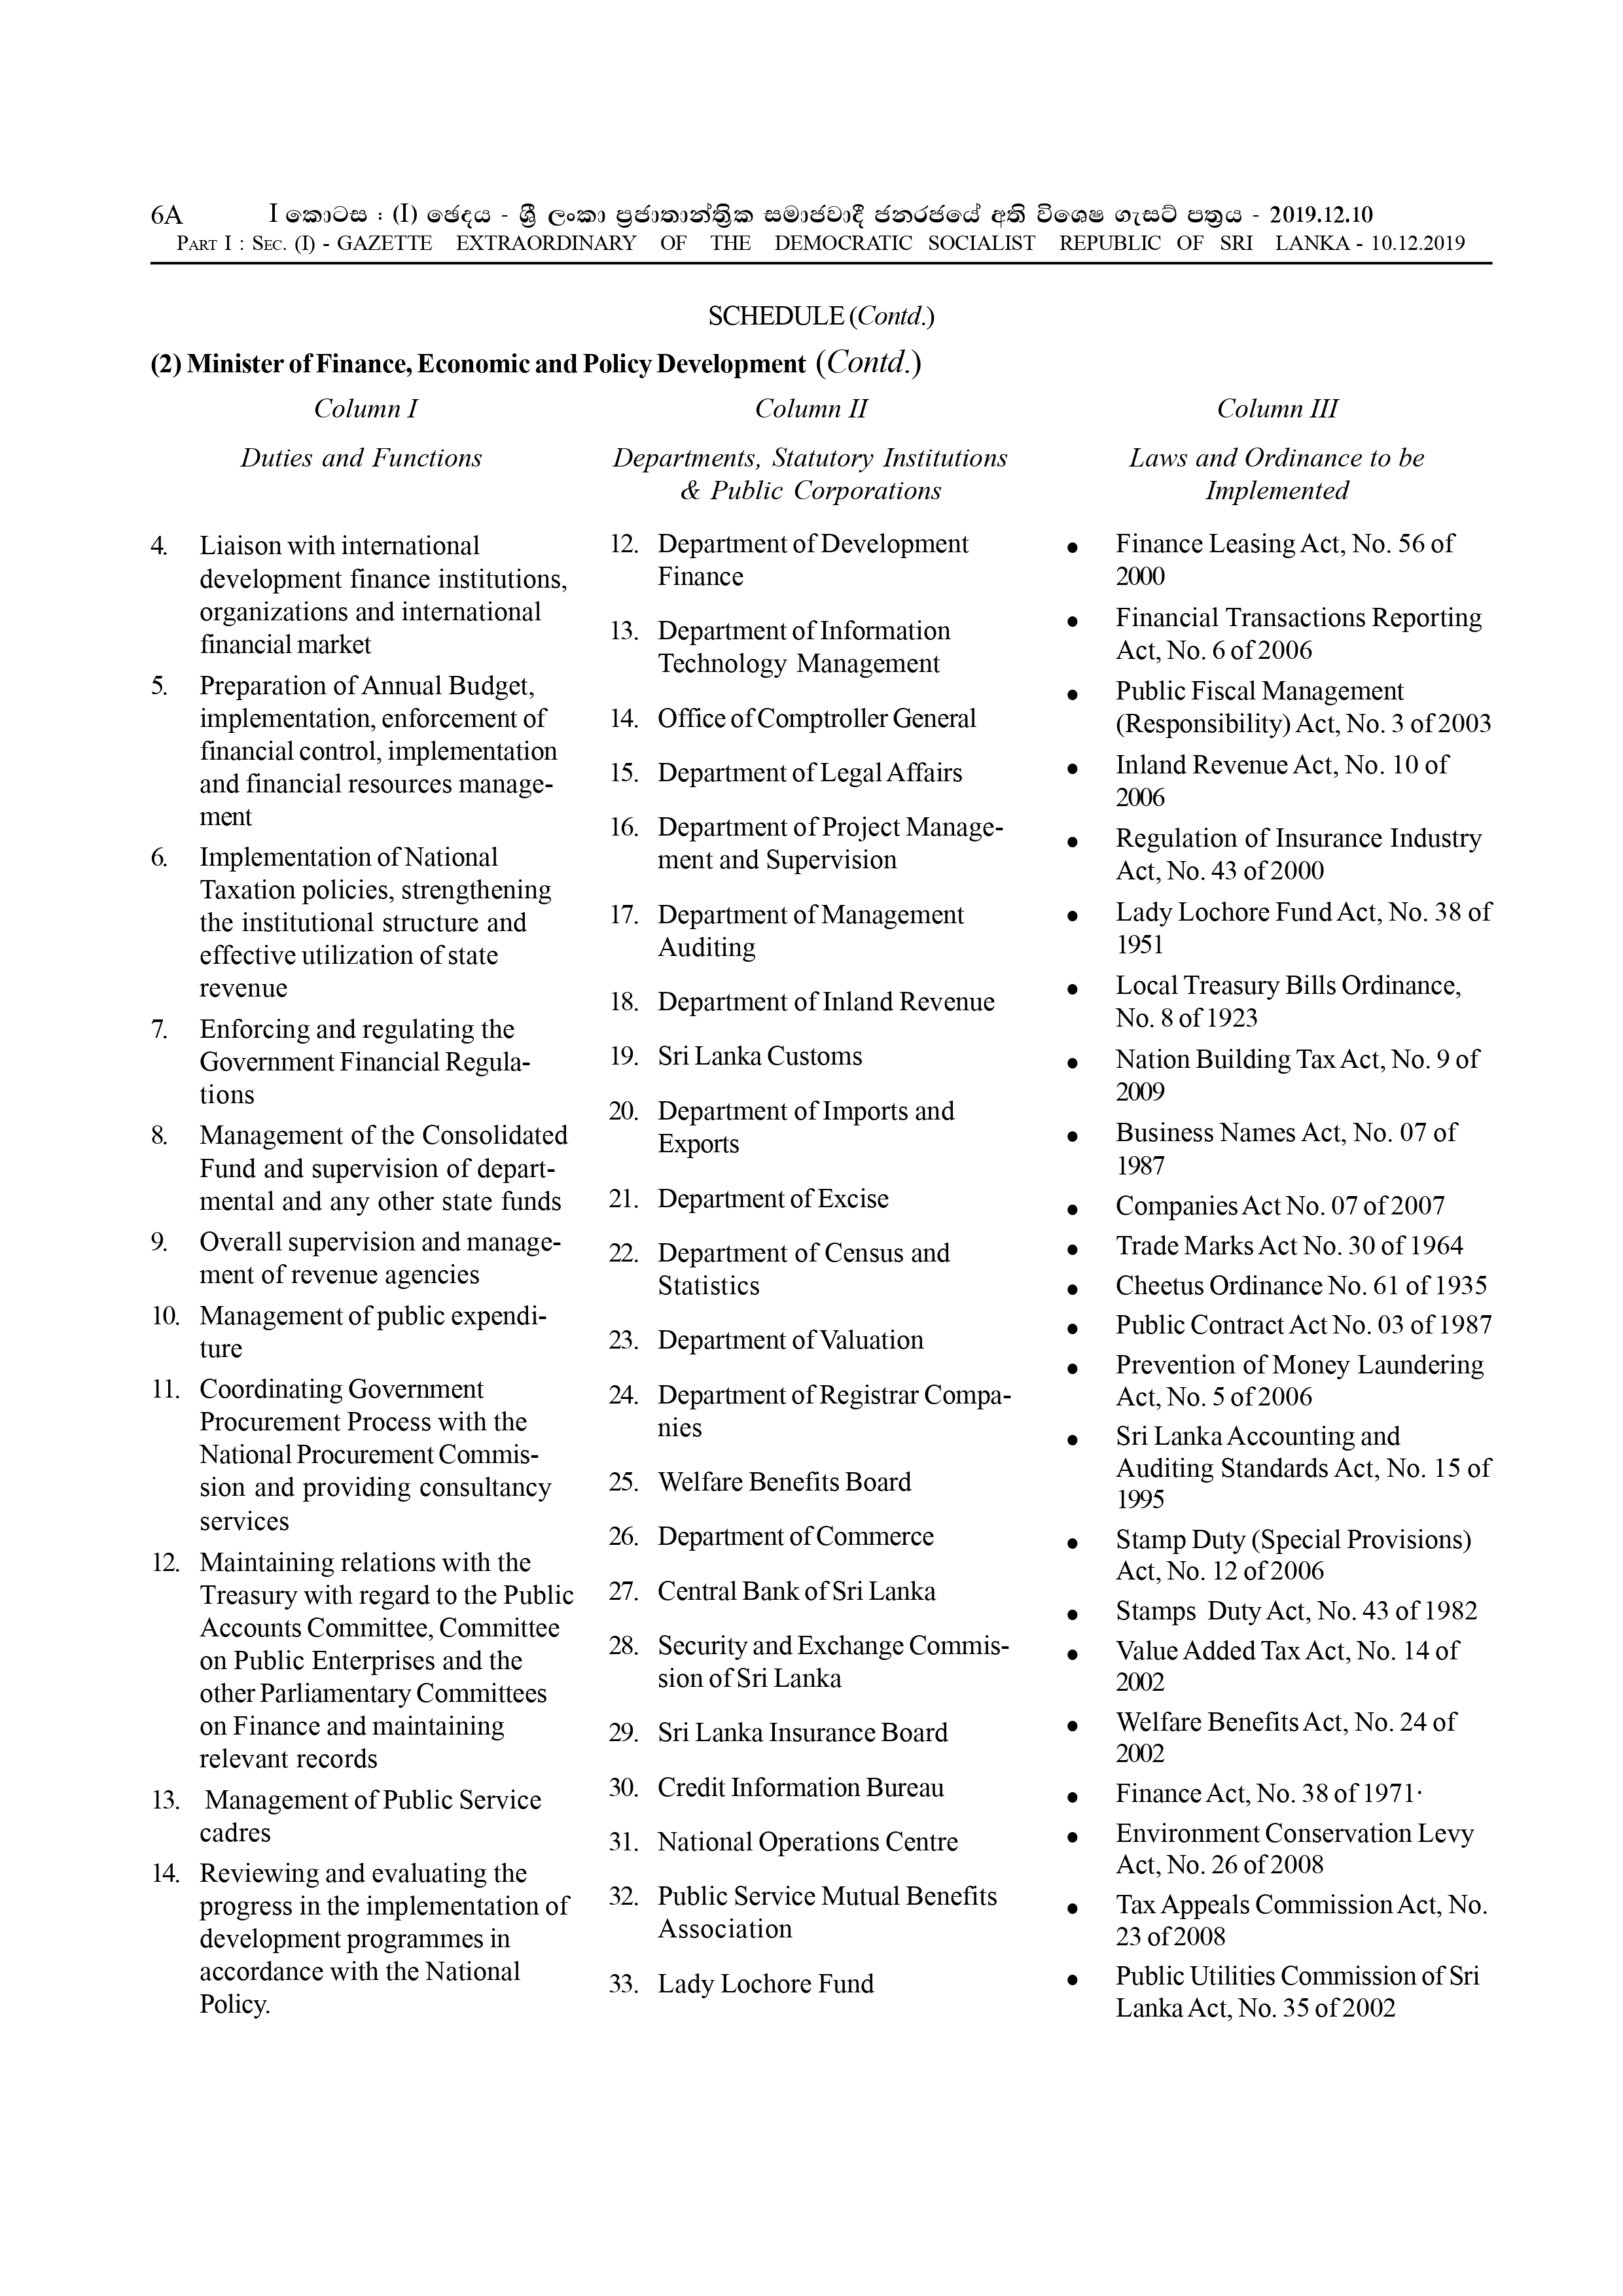 6A
I කොටස : (I) ඡෙදය - ශ්‍රී ලංකා ප්‍රජාතාන්ත්‍රික සමාජවාදී ජනරජයේ අති විශෙෂ ගැසට් පත්‍රය - 2019.12.10
PART I : SEC. (I) - GAZETTE EXTRAORDINARY OF THE DEMOCRATIC SOCIALIST REPUBLIC OF SRI LANKA - 10.12.2019
SCHEDULE (Contd.)
(2) Minister of Finance, Economic and Policy Development (Contd.)
Column I
Duties and Functions
4. Liaison with international
development finance institutions,
organizations and international
financial market
5. Preparation of Annual Budget,
implementation, enforcement of
financial control, implementation
and financial resources manage-
ment
6. Implementation of National
Taxation policies, strengthening
the institutional structure and
effective utilization of state
revenue
7. Enforcing and regulating the
Government Financial Regula-
tions
8. Management of the Consolidated
Fund and supervision of depart-
mental and any other state funds
9. Overall supervision and manage-
ment of revenue agencies
10. Management of public expendi-
ture
11. Coordinating Government
Procurement Process with the
National Procurement Commis-
sion and providing consultancy
services
12. Maintaining relations with the
Treasury with regard to the Public
Accounts Committee, Committee
on Public Enterprises and the
other Parliamentary Committees
on Finance and maintaining
relevant records
13. Management of Public Service
cadres
14. Reviewing and evaluating the
progress in the implementation of
development programmes in
accordance with the National
Policy.
Column II
Departments, Statutory Institutions
& Public Corporations
12. Department of Development
Finance
13. Department of Information
Technology Management
14. Office of Comptroller General
15. Department of Legal Affairs
16. Department of Project Manage-
ment and Supervision
17. Department of Management
Auditing
18. Department of Inland Revenue
19. Sri Lanka Customs
20. Department of Imports and
Exports
21. Department of Excise
22. Department of Census and
Statistics
23. Department of Valuation
24. Department of Registrar Compa-
nies
25. Welfare Benefits Board
26. Department of Commerce
27. Central Bank of Sri Lanka
28. Security and Exchange Commis-
sion of Sri Lanka
29. Sri Lanka Insurance Board
30. Credit Information Bureau
31. National Operations Centre
32. Public Service Mutual Benefits
Association
33. Lady Lochore Fund
Column III
Laws and Ordinance to be
Implemented
● Finance Leasing Act, No. 56 of
2000
● Financial Transactions Reporting
Act, No. 6 of 2006
● Public Fiscal Management
(Responsibility) Act, No. 3 of 2003
● Inland Revenue Act, No. 10 of
2006
● Regulation of Insurance Industry
Act, No. 43 of 2000
● Lady Lochore Fund Act, No. 38 of
1951
● Local Treasury Bills Ordinance,
No. 8 of 1923
● Nation Building Tax Act, No. 9 of
2009
● Business Names Act, No. 07 of
1987
● Companies Act No. 07 of 2007
● Trade Marks Act No. 30 of 1964
● Cheetus Ordinance No. 61 of 1935
● Public Contract Act No. 03 of 1987
● Prevention of Money Laundering
Act, No. 5 of 2006
● Sri Lanka Accounting and
Auditing Standards Act, No. 15 of
1995
● Stamp Duty (Special Provisions)
Act, No. 12 of 2006
● Stamps Duty Act, No. 43 of 1982
● Value Added Tax Act, No. 14 of
2002
● Welfare Benefits Act, No. 24 of
2002
● Finance Act, No. 38 of 1971·
● Environment Conservation Levy
Act, No. 26 of 2008
● Tax Appeals Commission Act, No.
23 of 2008
● Public Utilities Commission of Sri
Lanka Act, No. 35 of 2002